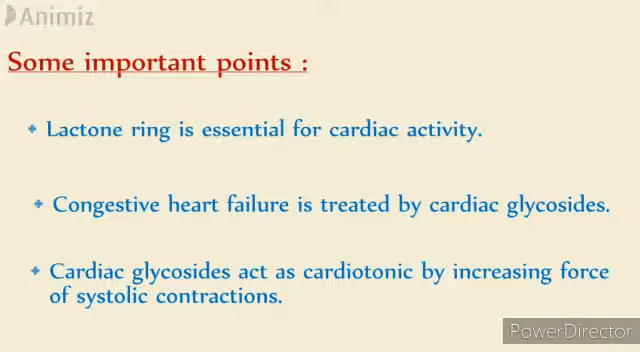 Animiz
Some important points :
Lactone ring is essential for cardiac activity.
Congestive heart failure is treated by cardiac glycosides.
Cardiac glycosides act as cardiotonic by increasing force
of systolic contractions.
PowerDirector